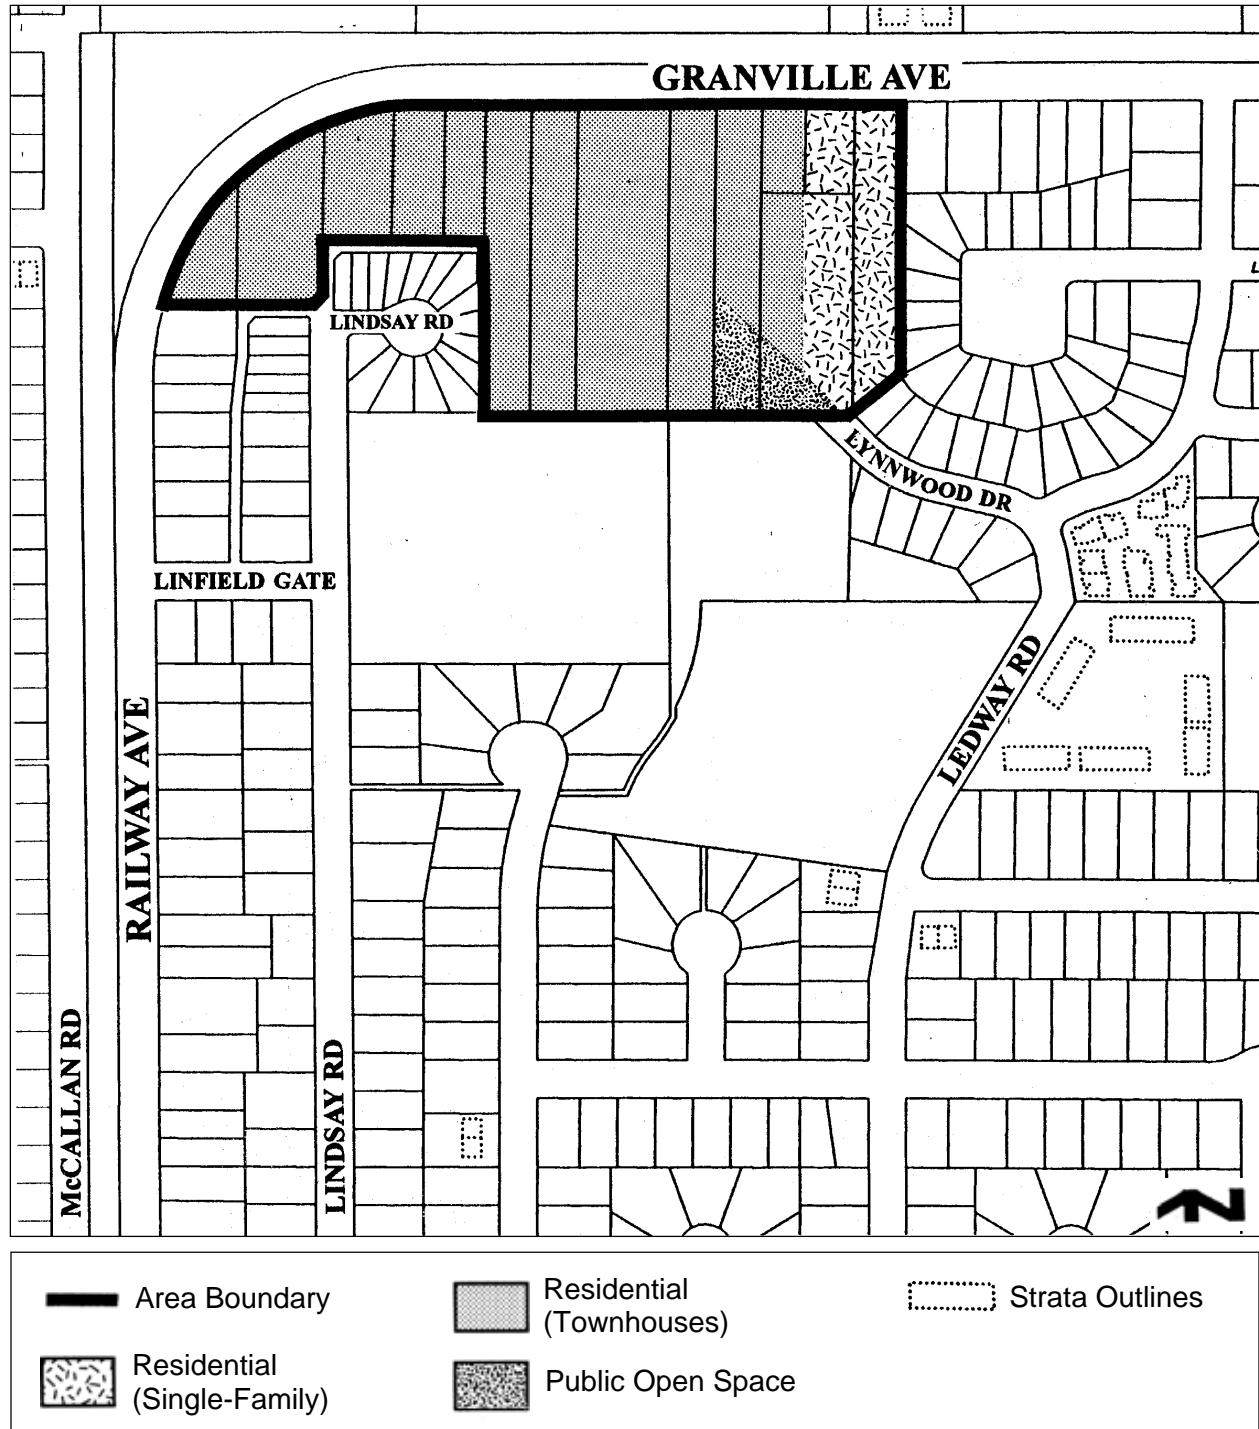 GRANVILLE AVE
L
LINDSAY RD
LYNNWOOD DR
LINFIELD GATE
LEDWAY RD
RAILWAY AVE
McCALLAN RD
LINDSAY RD
N
Area Boundary
Residential
(Townhouses)
Strata Outlines
Residential
(Single-Family)
Public Open Space